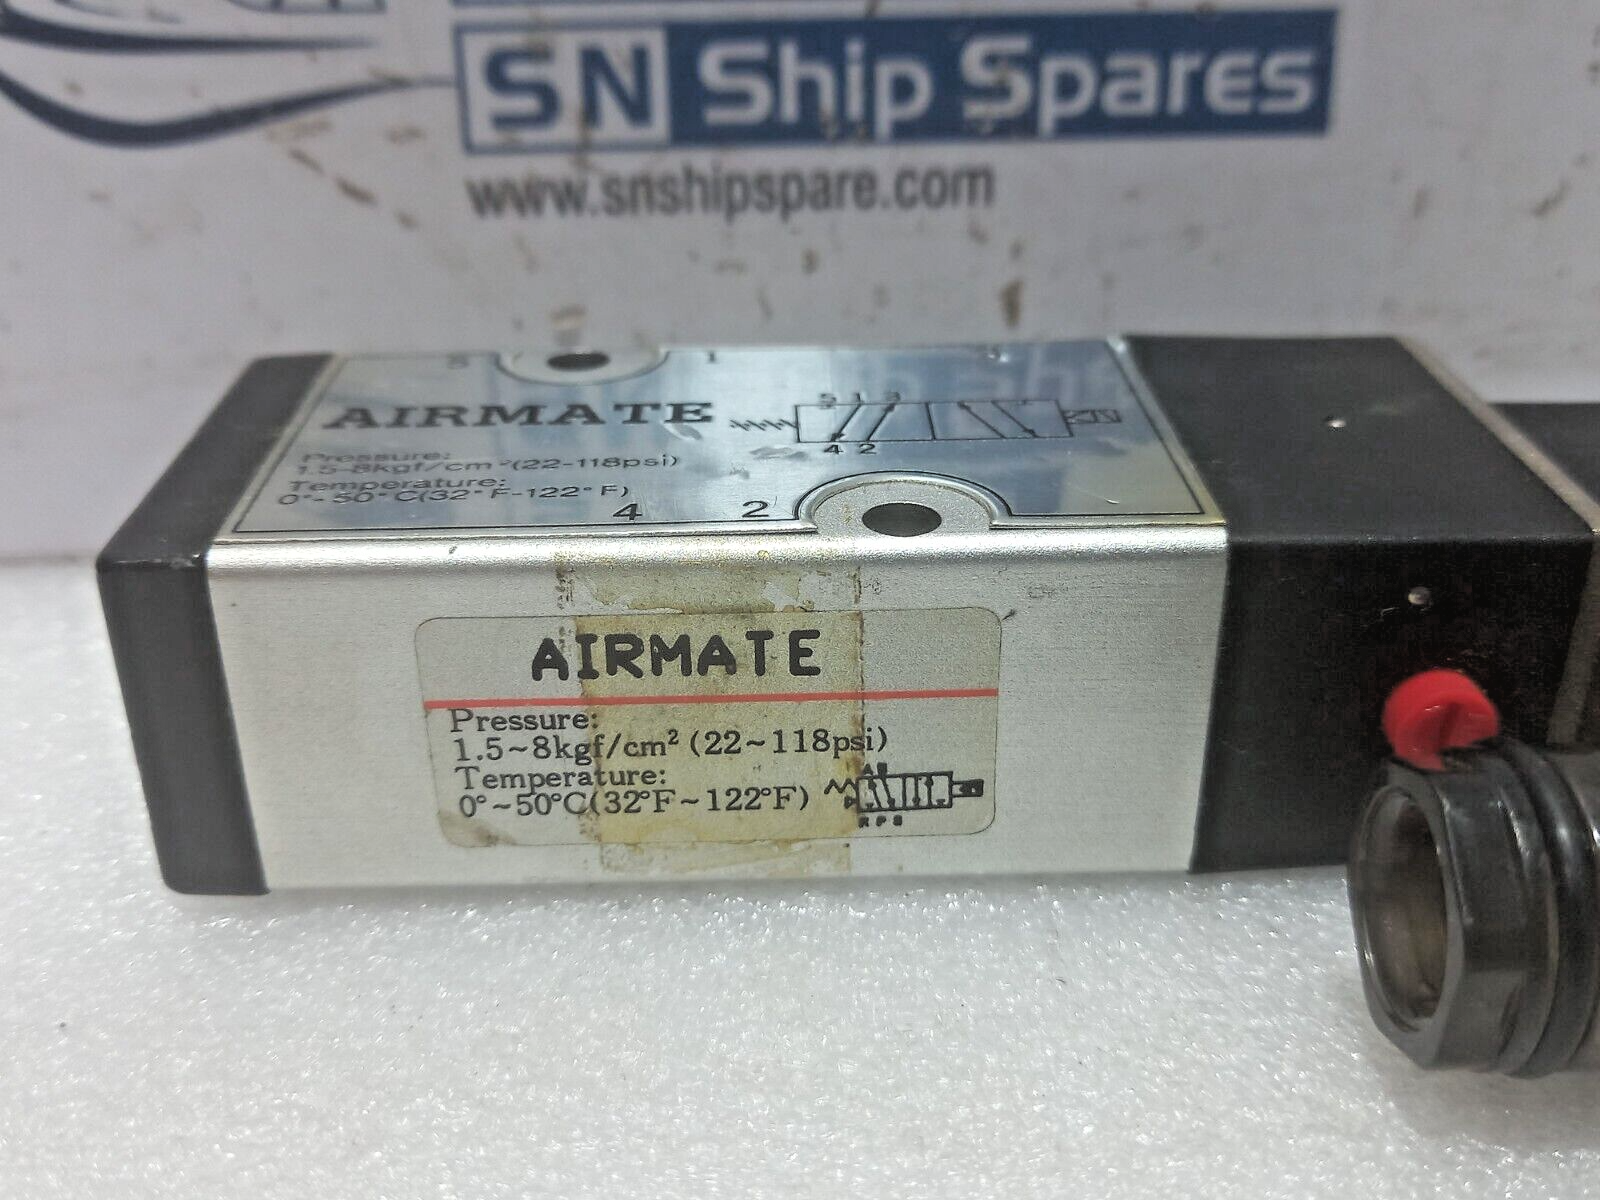 SN Ship Spares
www.snshipspare.com
5 1 3
AIRMATE
5 1 3
4 2
Pressure:
1.5-8kgf/cm²(22-118psi)
Temperature:
0°-50°C(32°F-122°F)
4 2
AIRMATE
Pressure:
1.5~8kgf/cm² (22~118psi)
Temperature:
0°~50°C(32°F~122°F)
A B
R P S